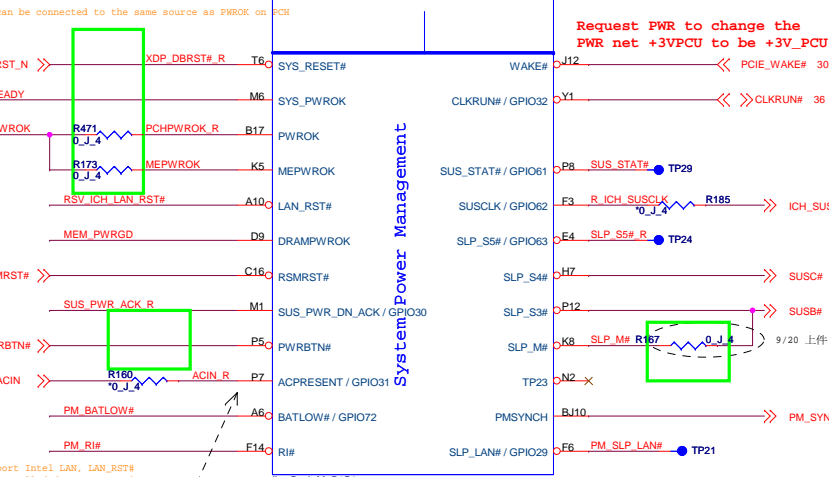 can be connected to the same source as PWROK on PCH
Request PWR to change the
PWR net +3VPCU to be +3V_PCU
RST_N XDP_DBRST#_R T6 SYS_RESET# WAKE# J12 PCIE_WAKE# 30
EADY M6 SYS_PWROK CLKRUN# / GPIO32 Y1 CLKRUN# 36
WROK R471 PCHPWROK_R B17 PWROK
0_J_4
R173 MEPWROK K5 MEPWROK SUS_STAT# / GPIO61 P8 SUS_STAT# TP29
0_J_4
RSV_ICH_LAN_RST# A10 LAN_RST# SUSCLK / GPIO62 F3 R_ICH_SUSCLK R185 ICH_SUS
*0_J_4
MEM_PWRGD D9 DRAMPWROK SLP_S5# / GPIO63 E4 SLP_S5#_R TP24
MRST# C16 RSMRST# SLP_S4# H7 SUSC#
SUS_PWR_ACK_R M1 SUS_PWR_DN_ACK / GPIO30 SLP_S3# P12 SUSB#
RBTN# P5 PWRBTN# SLP_M# K8 SLP_M# R167 0_J_4 9/20 上件
ACIN R160 ACIN_R P7 ACPRESENT / GPIO31 TP23 N2
*0_J_4
PM_BATLOW# A6 BATLOW# / GPIO72 PMSYNCH BJ10 PM_SYN
PM_RI# F14 RI# SLP_LAN# / GPIO29 F6 PM_SLP_LAN# TP21
System Power Management
port Intel LAN, LAN_RST#